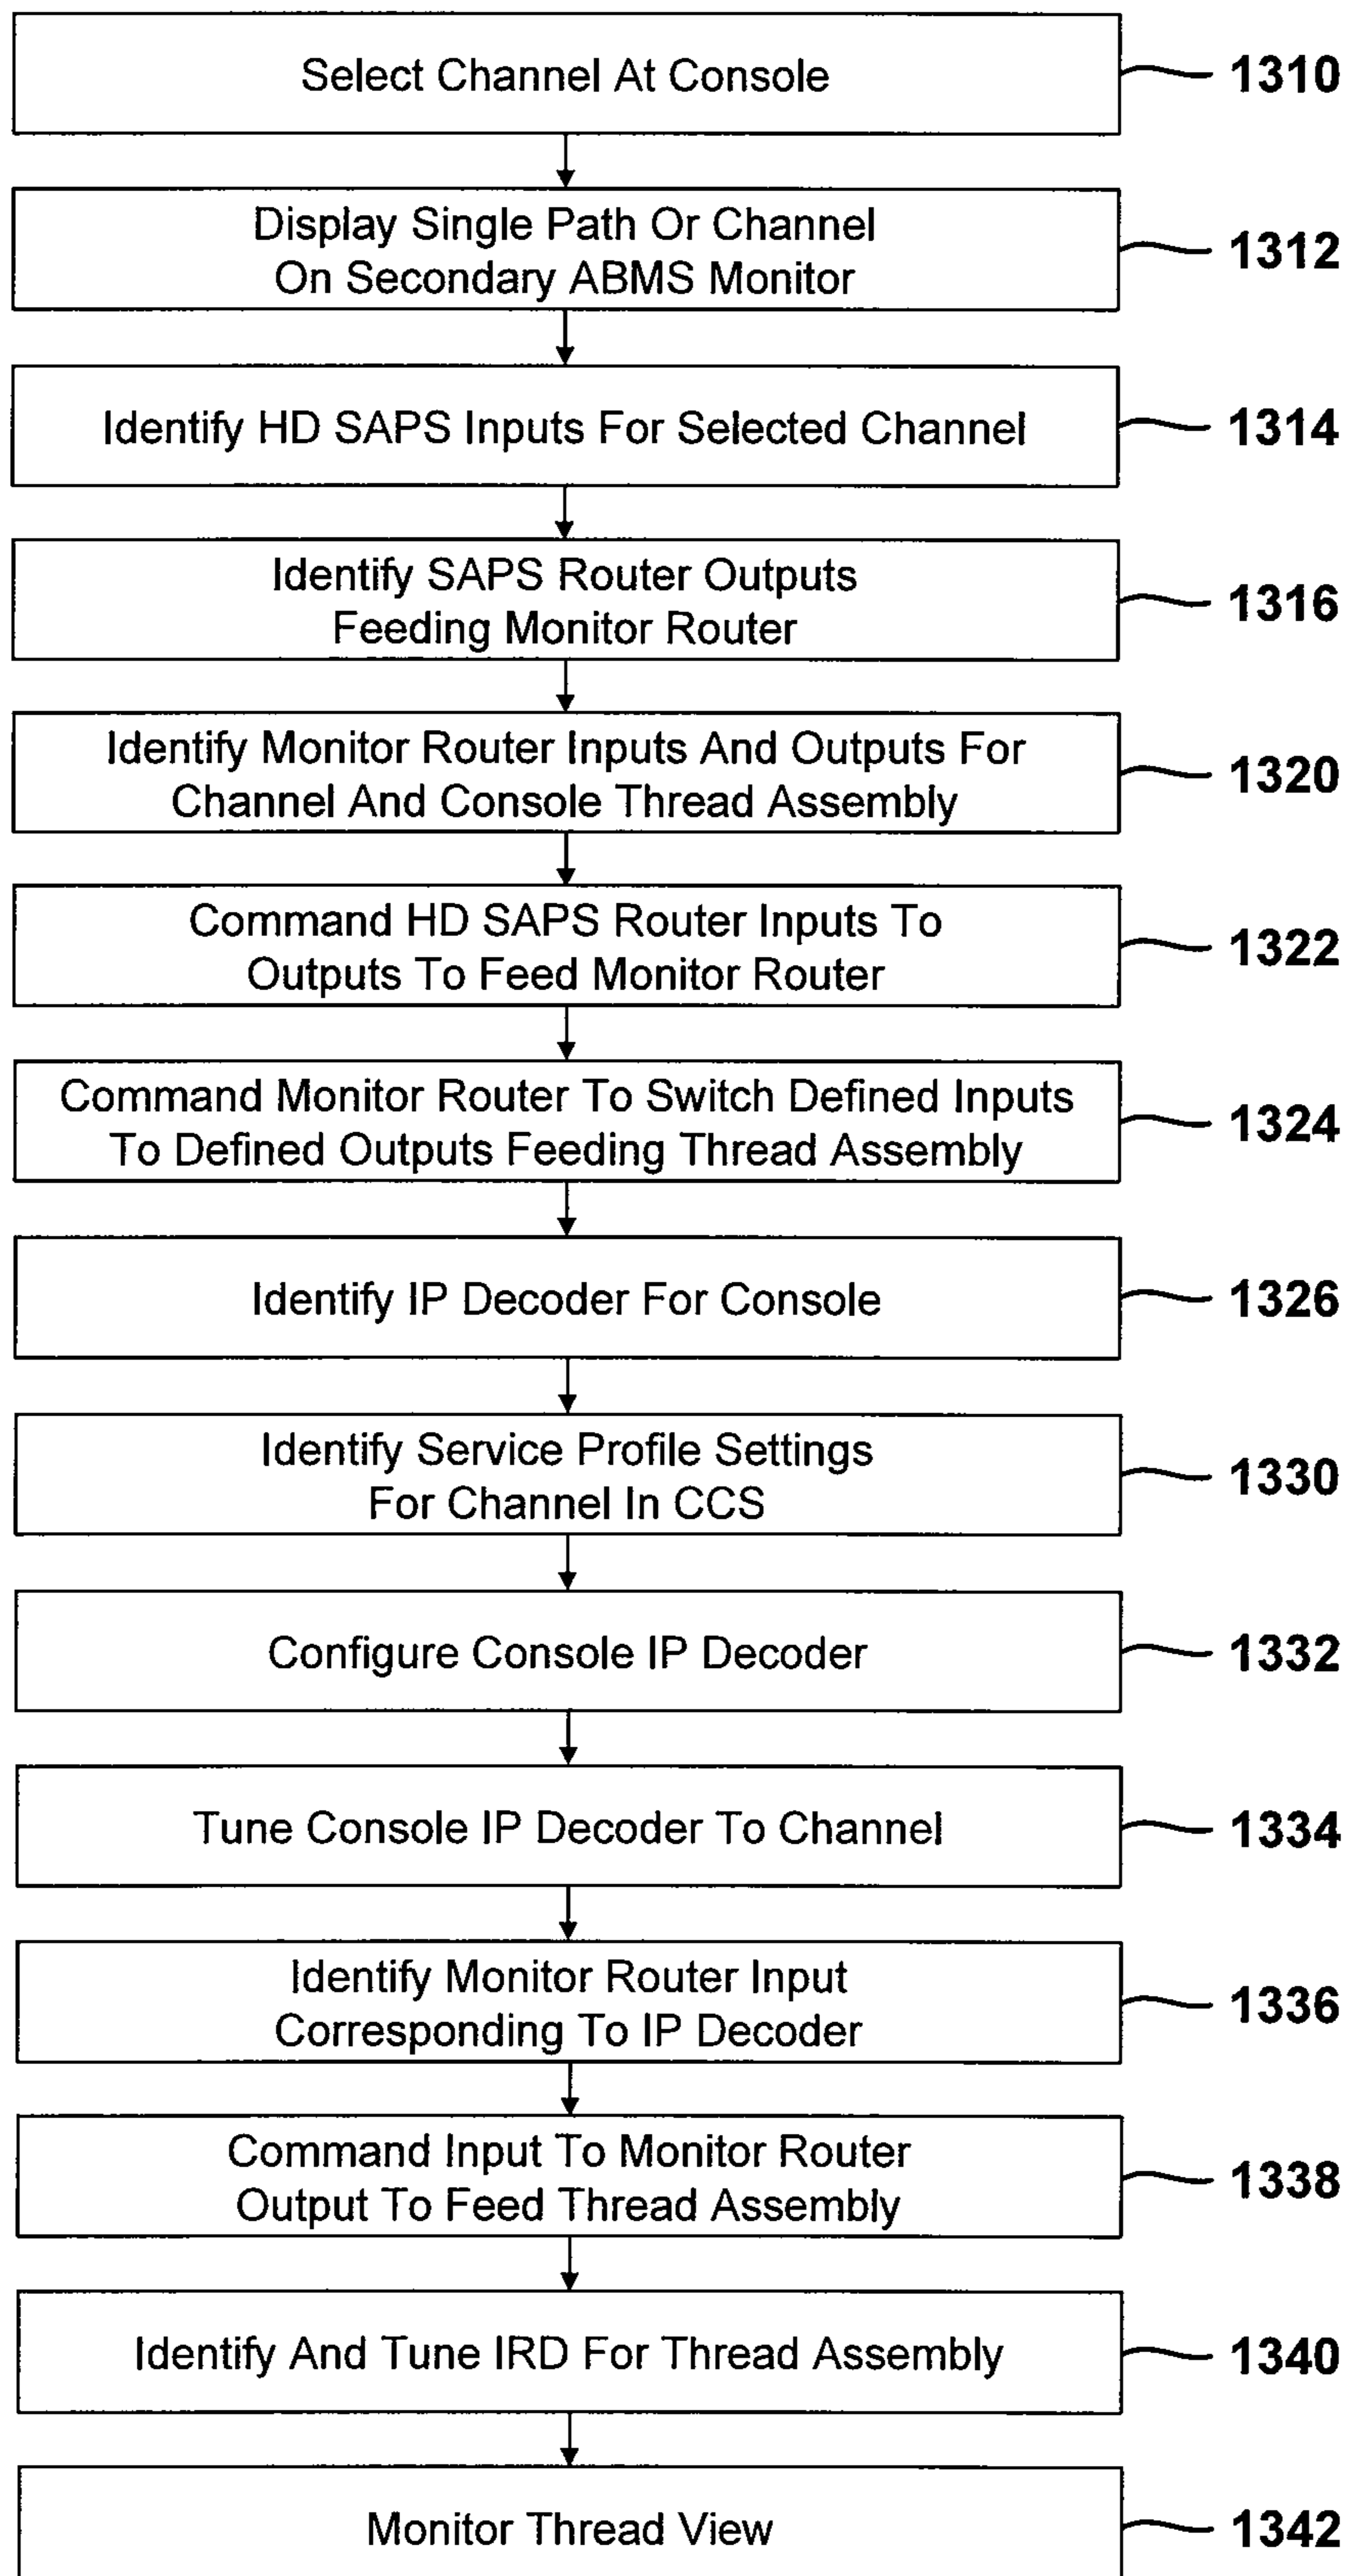 Select Channel At Console
1310
Display Single Path Or Channel
On Secondary ABMS Monitor
1312
Identify HD SAPS Inputs For Selected Channel
1314
Identify SAPS Router Outputs
Feeding Monitor Router
1316
Identify Monitor Router Inputs And Outputs For
Channel And Console Thread Assembly
1320
Command HD SAPS Router Inputs To
Outputs To Feed Monitor Router
1322
Command Monitor Router To Switch Defined Inputs
To Defined Outputs Feeding Thread Assembly
1324
Identify IP Decoder For Console
1326
Identify Service Profile Settings
For Channel In CCS
1330
Configure Console IP Decoder
1332
Tune Console IP Decoder To Channel
1334
Identify Monitor Router Input
Corresponding To IP Decoder
1336
Command Input To Monitor Router
Output To Feed Thread Assembly
1338
Identify And Tune IRD For Thread Assembly
1340
Monitor Thread View
1342